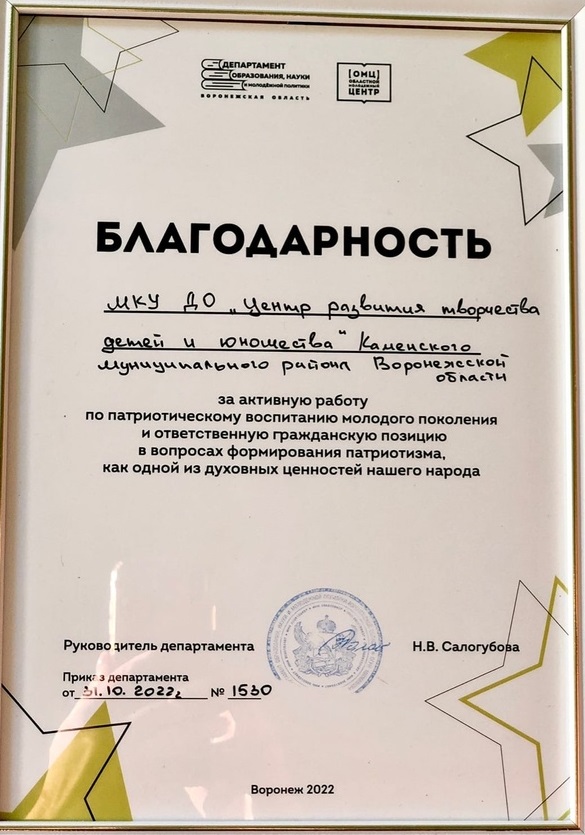 ДЕПАРТАМЕНТ
ОБРАЗОВАНИЯ, НАУКИ
и МОЛОДЁЖНОЙ ПОЛИТИКИ
ВОРОНЕЖСКАЯ ОБЛАСТЬ
[ОМЦ]
ОБЛАСТНОЙ
МОЛОДЕЖНЫЙ
ЦЕНТР
БЛАГОДАРНОСТЬ
МКУ ДО „Центр развития творчества
детей и юношества" Каменского
муниципального района Воронежской
области
за активную работу
по патриотическому воспитанию молодого поколения
и ответственную гражданскую позицию
в вопросах формирования патриотизма,
как одной из духовных ценностей нашего народа
Руководитель департамента Н.В. Салогубова
Приказ департамента
от 31.10.2022г. № 1530
Воронеж 2022